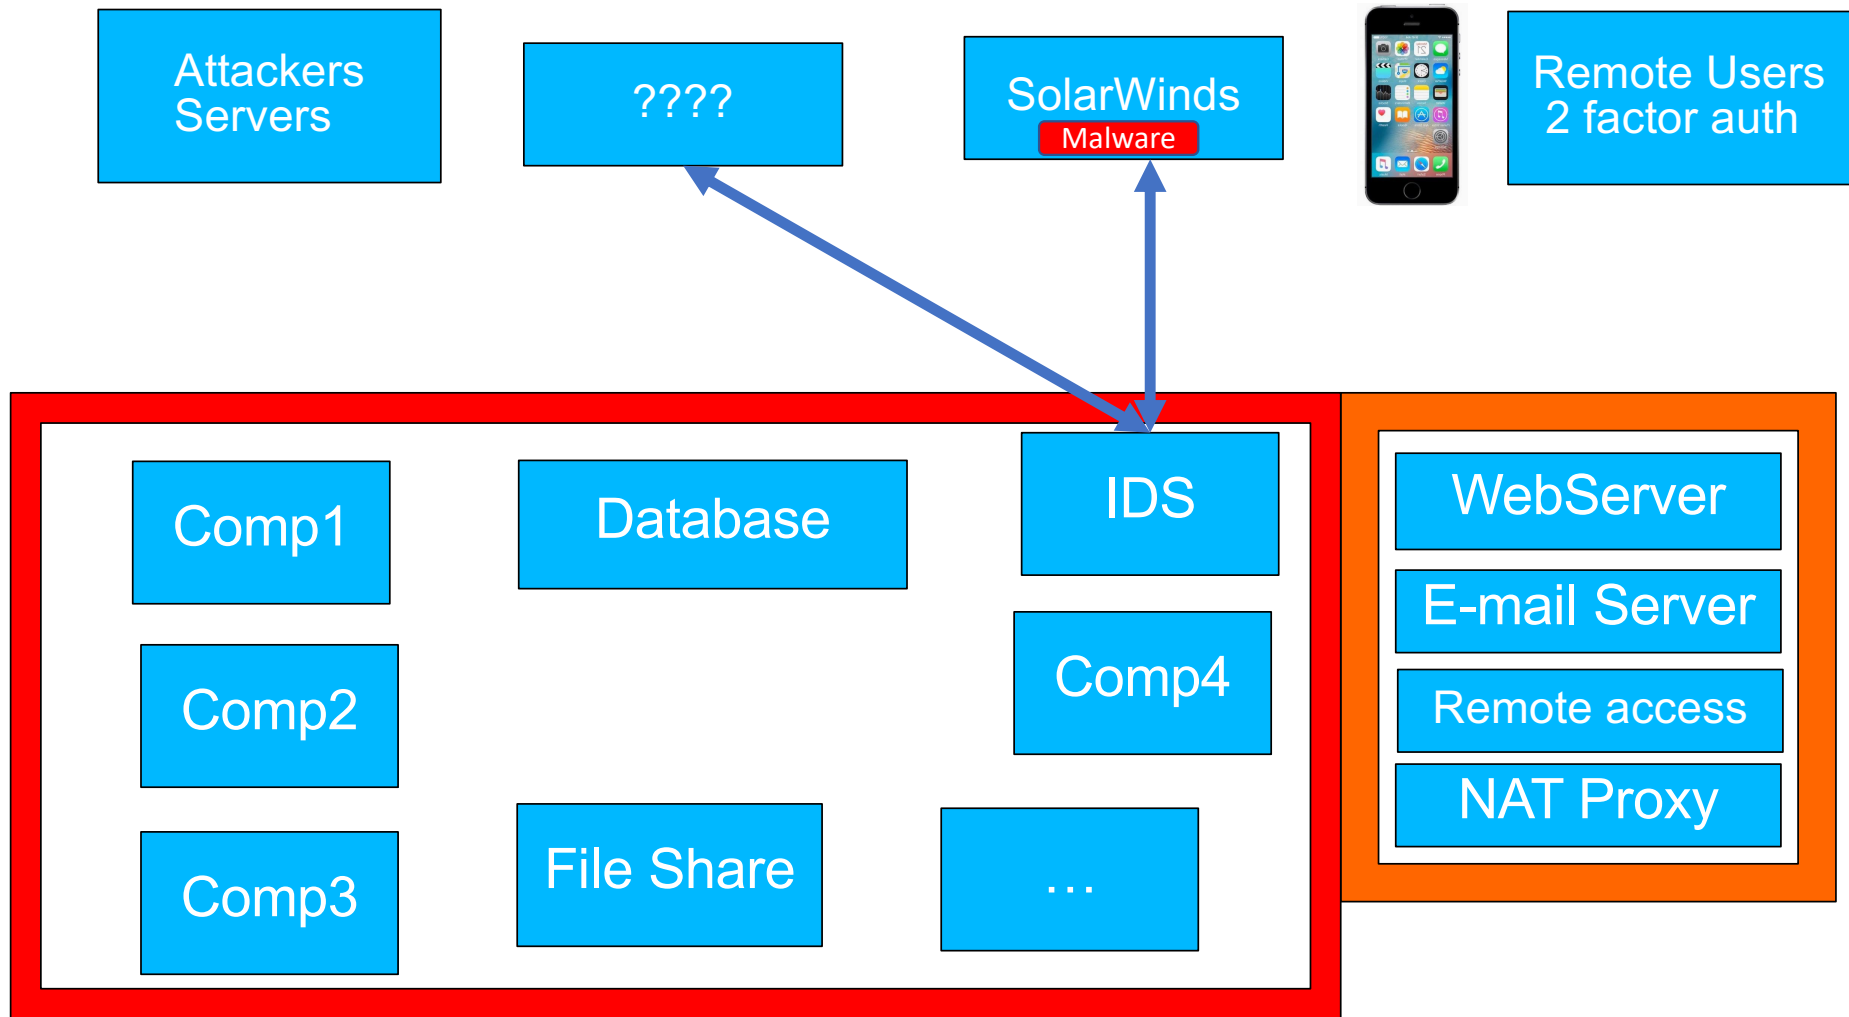 Attackers
Servers
????
SolarWinds
Malware
Remote Users
2 factor auth
Comp1
Database
IDS
WebServer
E-mail Server
Comp4
Comp2
Remote access
NAT Proxy
File Share
...
Comp3